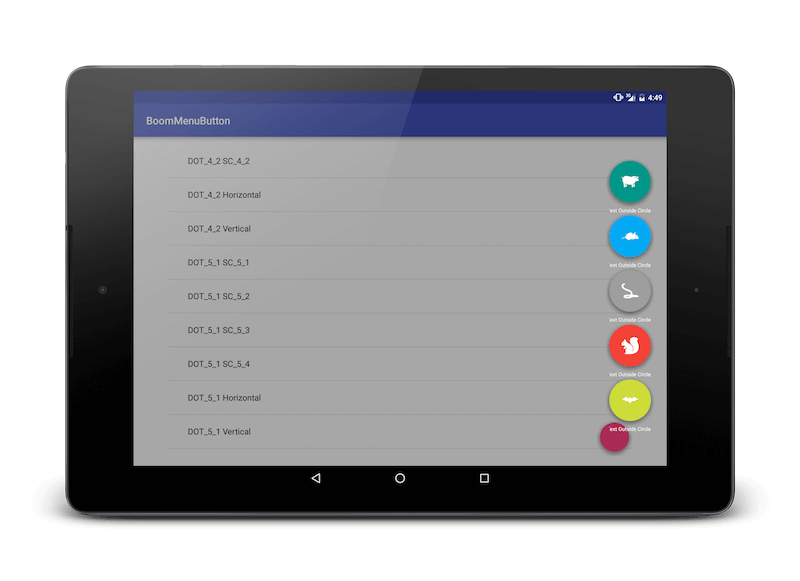 3G 4:49
BoomMenuButton
DOT_4_2 SC_4_2
DOT_4_2 Horizontal
ext Outside Circle
DOT_4_2 Vertical
DOT_5_1 SC_5_1
ext Outside Circle
DOT_5_1 SC_5_2
ext Outside Circle
DOT_5_1 SC_5_3
DOT_5_1 SC_5_4
ext Outside Circle
DOT_5_1 Horizontal
DOT_5_1 Vertical
ext Outside Circle